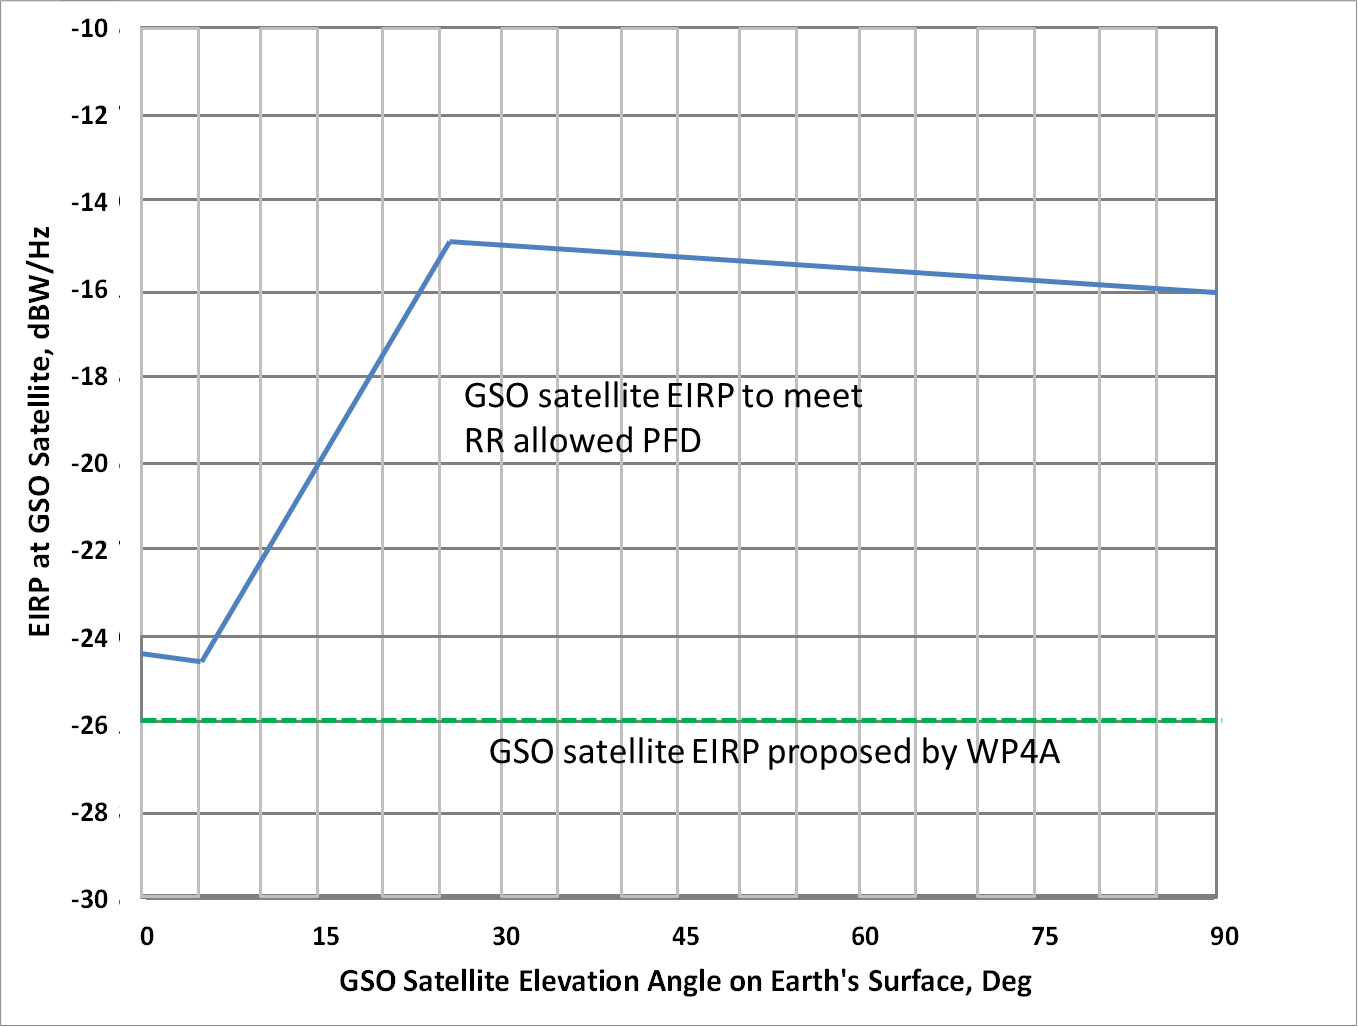 -10
-12
-14
-16
-18
-20
-22
-24
-26
-28
-30
EIRP at GSO Satellite, dBW/Hz
GSO satellite EIRP to meet
RR allowed PFD
GSO satellite EIRP proposed by WP4A
0 15 30 45 60 75 90
GSO Satellite Elevation Angle on Earth's Surface, Deg